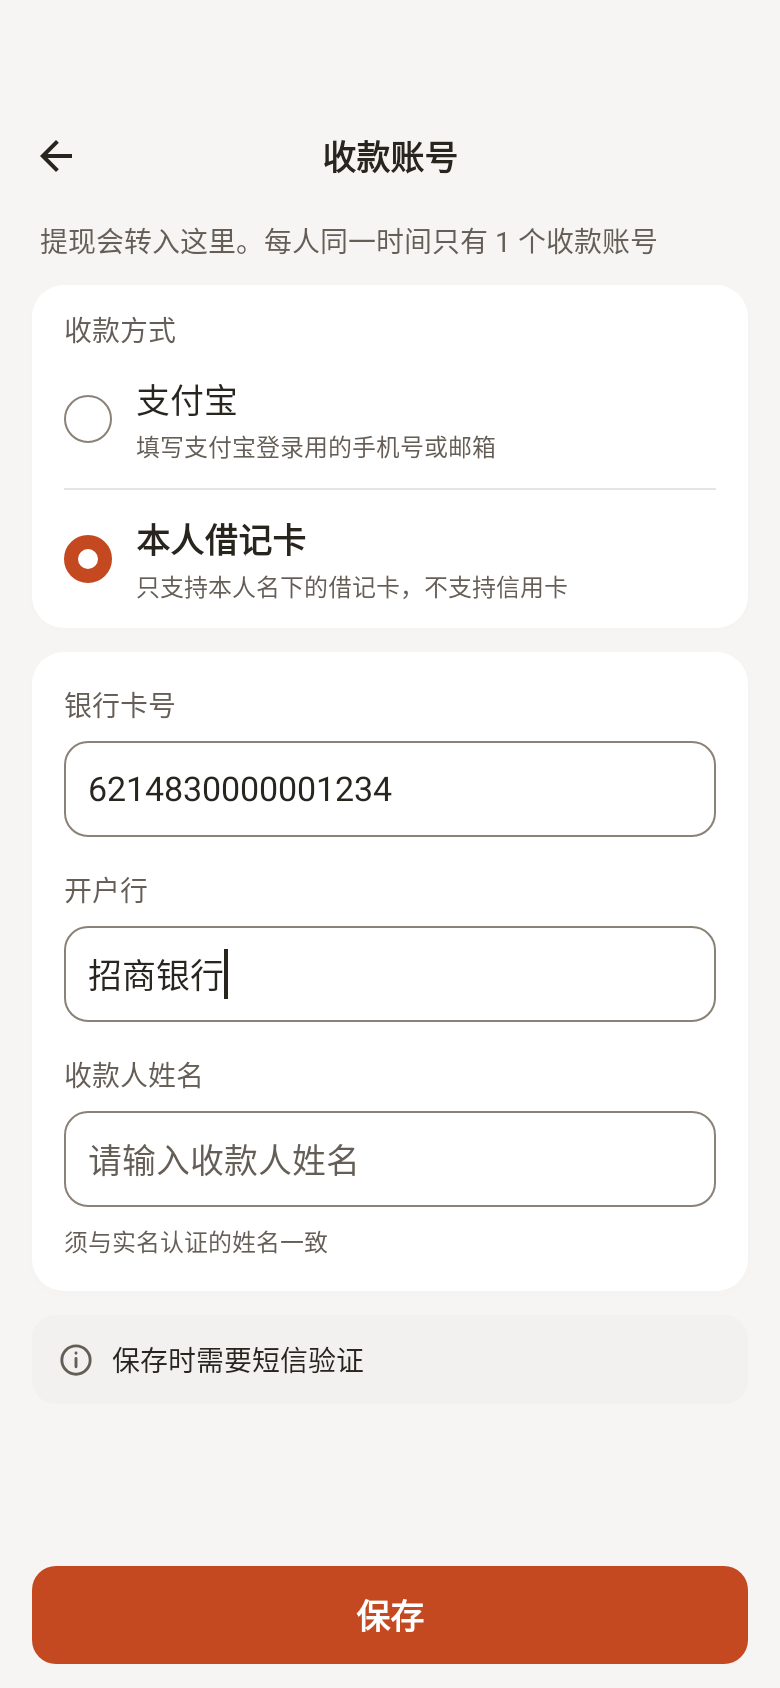 收款账号
提现会转入这里。每人同一时间只有 1 个收款账号
收款方式
支付宝
填写支付宝登录用的手机号或邮箱
本人借记卡
只支持本人名下的借记卡，不支持信用卡
银行卡号
6214830000001234
开户行
招商银行
收款人姓名
请输入收款人姓名
须与实名认证的姓名一致
保存时需要短信验证
保存